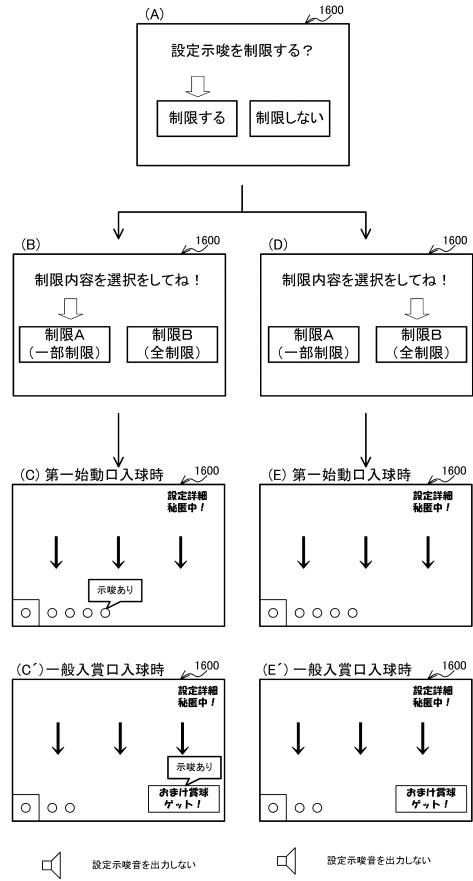 (A)
1600
設定示唆を制限する?
制限する
制限しない
(B)
1600
制限内容を選択をしてね!
制限A
(一部制限)
制限B
(全制限)
(D)
1600
制限内容を選択をしてね!
制限A
(一部制限)
制限B
(全制限)
(C) 第一始動口入球時
1600
設定詳細
秘匿中!
示唆あり
(E) 第一始動口入球時
1600
設定詳細
秘匿中!
(C´)一般入賞口入球時
1600
設定詳細
秘匿中!
示唆あり
おまけ賞球
ゲット!
(E´)一般入賞口入球時
1600
設定詳細
秘匿中!
おまけ賞球
ゲット!
設定示唆音を出力しない
設定示唆音を出力しない